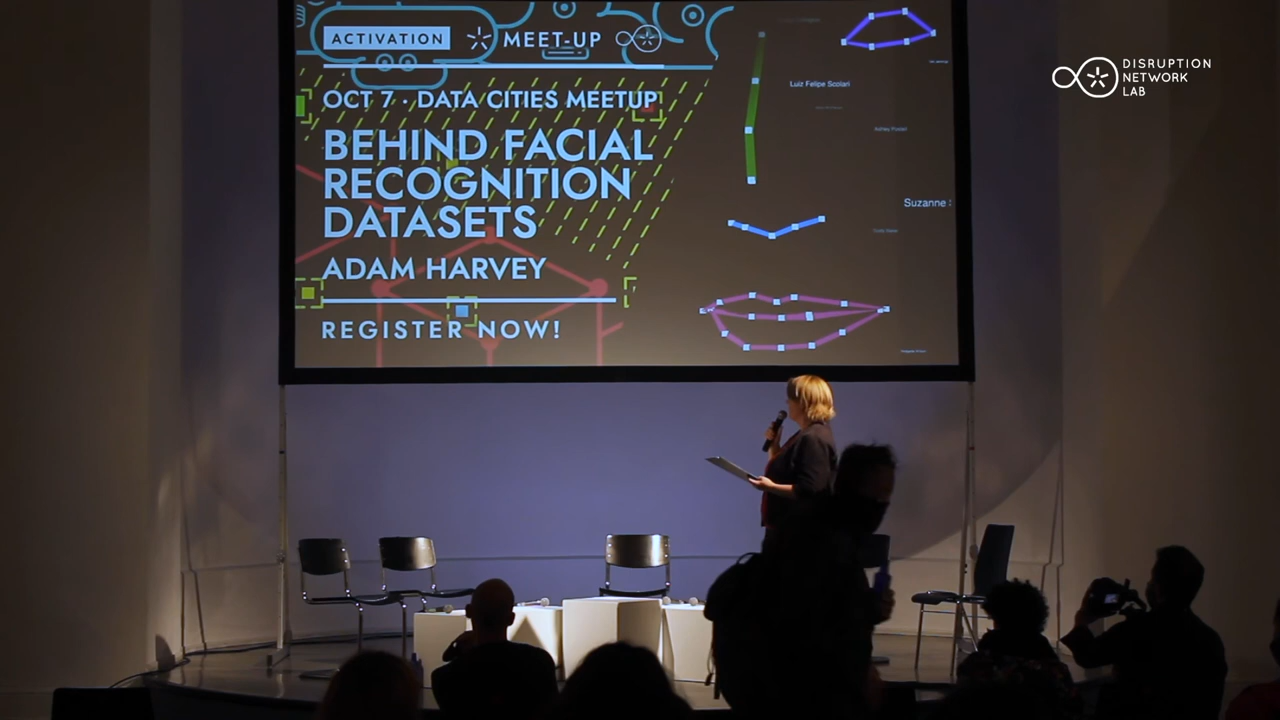 ACTIVATION MEET-UP
OCT 7 · DATA CITIES MEETUP
BEHIND FACIAL
RECOGNITION
DATASETS
ADAM HARVEY
REGISTER NOW!
Luiz Felipe Scolari
Suzanne
DISRUPTION
NETWORK
LAB